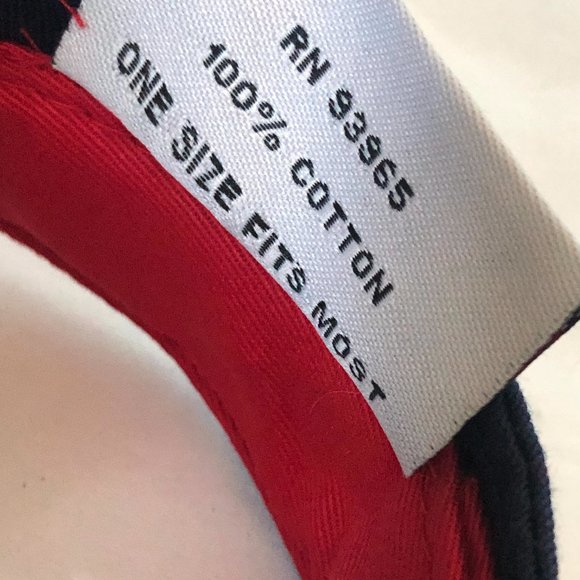 RN 93965
100% COTTON
ONE SIZE FITS MOST